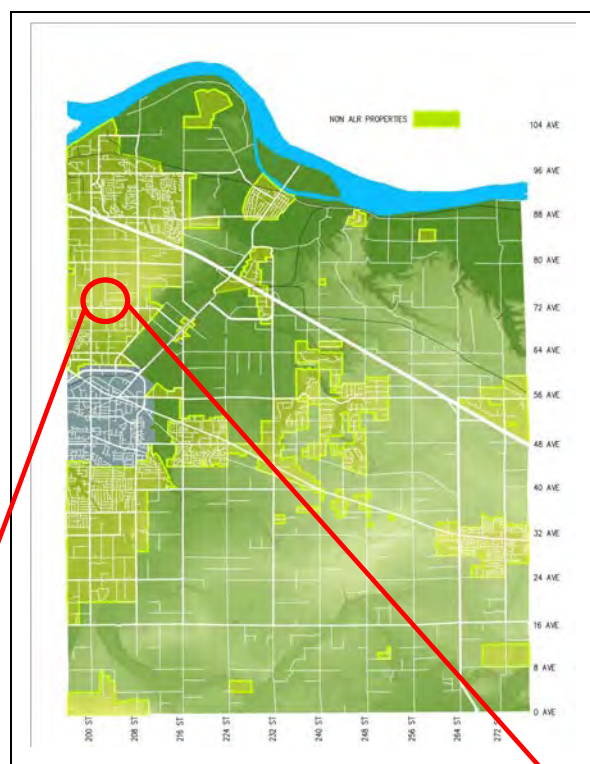 NON ALR PROPERTIES
104 AVE
96 AVE
88 AVE
80 AVE
72 AVE
64 AVE
56 AVE
48 AVE
40 AVE
32 AVE
24 AVE
16 AVE
8 AVE
0 AVE
200 ST
208 ST
216 ST
224 ST
232 ST
240 ST
248 ST
256 ST
264 ST
272 ST